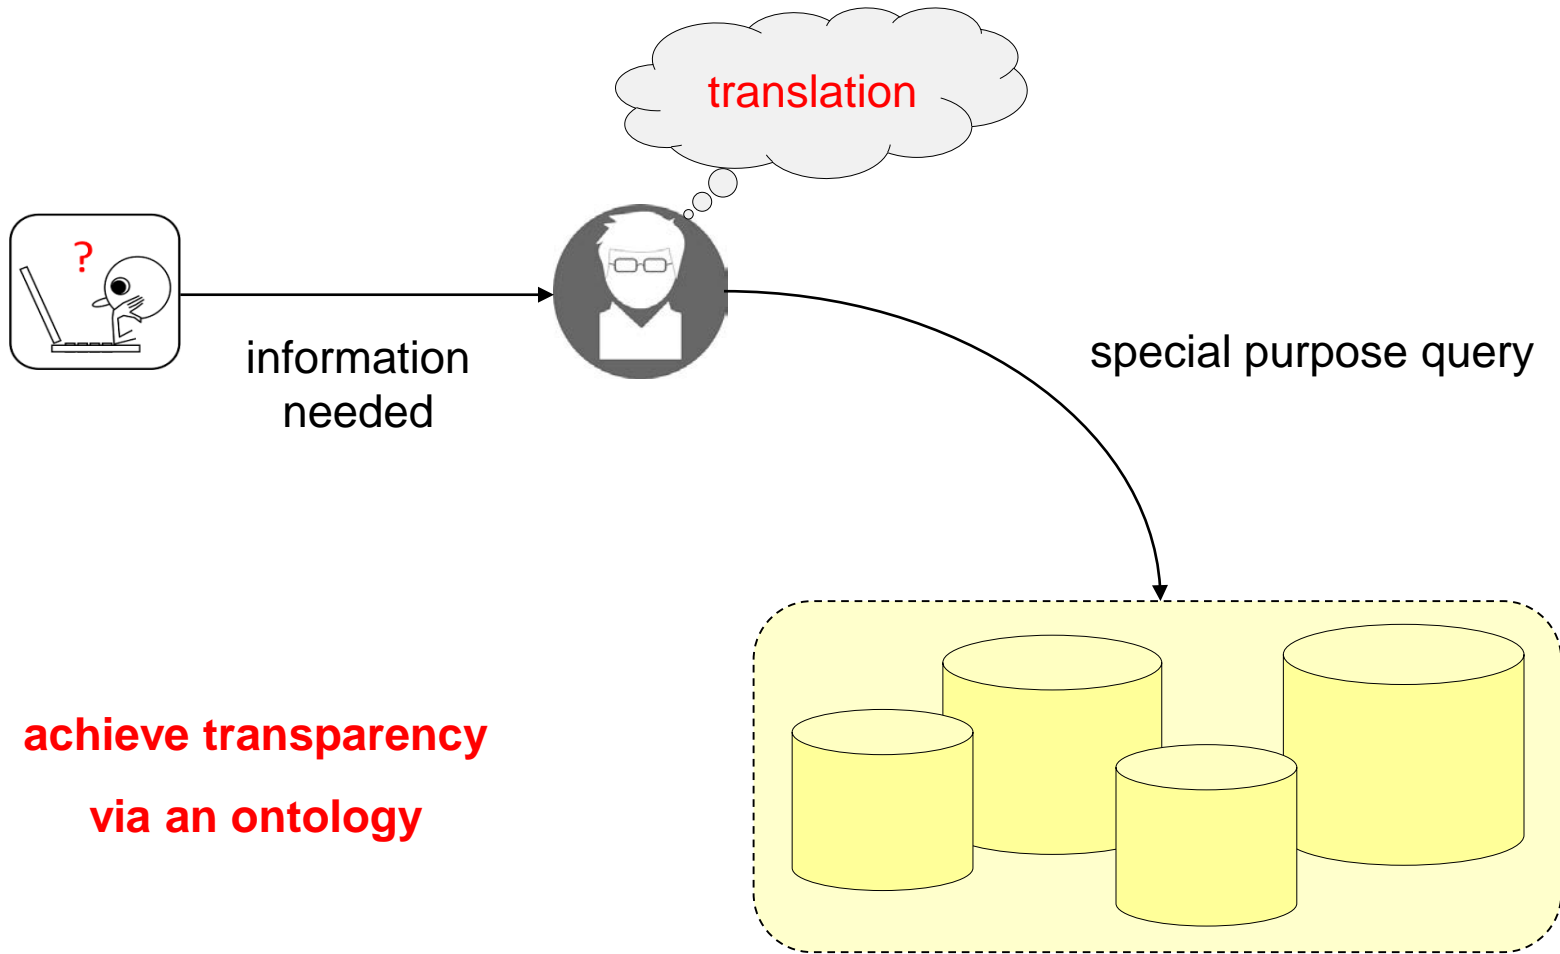 translation
?
information
needed
special purpose query
achieve transparency
via an ontology